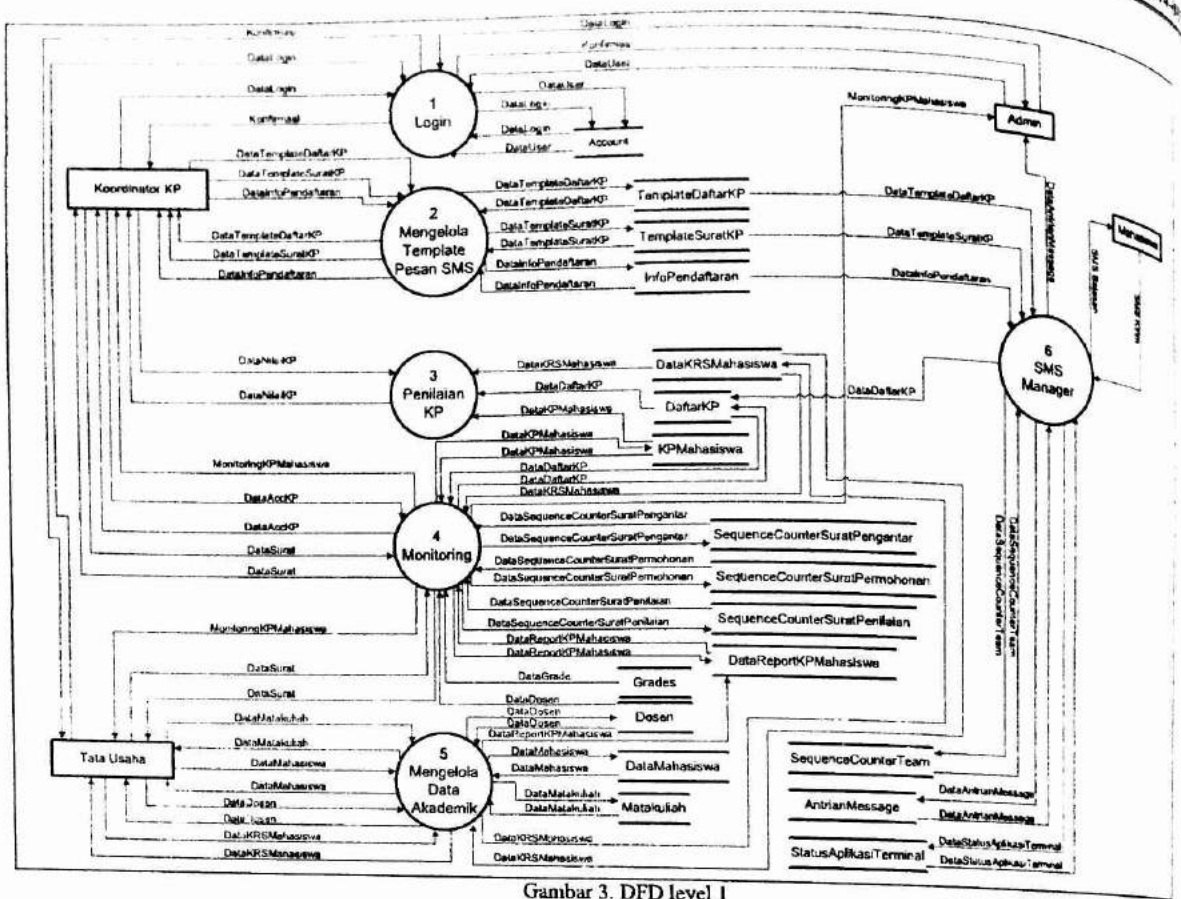 Konfirmasi
DataLogin
DataLogin
Konfirmasi
DataLogin
Konfirmasi
DataUser
1
Login
DataUser
DataLogin
DataLogin
DataUser
Account
MonitoringKPMahasiswa
Admin
Koordinator KP
DataTemplateDaftarKP
DataTemplateSuratKP
DataInfoPendaftaran
DataTemplateDaftarKP
DataTemplateSuratKP
DataInfoPendaftaran
2
Mengelola
Template
Pesan SMS
DataTemplateDaftarKP
DataTemplateDaftarKP
DataTemplateSuratKP
DataTemplateSuratKP
DataInfoPendaftaran
DataInfoPendaftaran
TemplateDaftarKP
TemplateSuratKP
InfoPendaftaran
DataTemplateDaftarKP
DataTemplateSuratKP
DataInfoPendaftaran
DataAntrianMessage
Mahasiswa
6
SMS
Manager
DataNilaiKP
DataNilaiKP
3
Penilaian
KP
DataKRSMahasiswa
DataDaftarKP
DataKPMahasiswa
DataKRSMahasiswa
DaftarKP
KPMahasiswa
DataDaftarKP
DataKPMahasiswa
DataKPMahasiswa
DataDaftarKP
DataDaftarKP
DataKRSMahasiswa
MonitoringKPMahasiswa
DataAccKP
DataAccKP
DataSurat
DataSurat
4
Monitoring
DataSequenceCounterSuratPengantar
DataSequenceCounterSuratPengantar
DataSequenceCounterSuratPermohonan
DataSequenceCounterSuratPermohonan
DataSequenceCounterSuratPenilaian
DataSequenceCounterSuratPenilaian
DataReportKPMahasiswa
DataReportKPMahasiswa
DataGrade
SequenceCounterSuratPengantar
SequenceCounterSuratPermohonan
SequenceCounterSuratPenilaian
DataReportKPMahasiswa
Grades
DataSequenceCounterTeam
DataSequenceCounterTeam
MonitoringKPMahasiswa
DataSurat
DataSurat
DataMatakuliah
DataMatakuliah
DataMahasiswa
DataMahasiswa
DataDosen
DataDosen
DataKRSMahasiswa
DataKRSMahasiswa
Tata Usaha
5
Mengelola
Data
Akademik
DataDosen
DataDosen
DataDosen
DataReportKPMahasiswa
DataMahasiswa
DataMahasiswa
DataMatakuliah
DataMatakuliah
DataKRSMahasiswa
DataKRSMahasiswa
Dosen
DataMahasiswa
Matakuliah
SequenceCounterTeam
AntrianMessage
StatusAplikasiTerminal
DataAntrianMessage
DataAntrianMessage
DataStatusAplikasiTerminal
DataStatusAplikasiTerminal
Gambar 3. DFD level 1